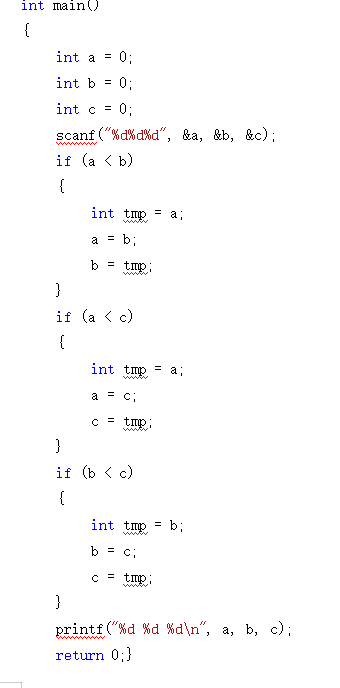 int main()
{
int a = 0;
int b = 0;
int c = 0;
scanf("%d%d%d", &a, &b, &c);
if (a < b)
{
int tmp = a;
a = b;
b = tmp;
}
if (a < c)
{
int tmp = a;
a = c;
c = tmp;
}
if (b < c)
{
int tmp = b;
b = c;
c = tmp;
}
printf("%d %d %d\n", a, b, c);
return 0;}